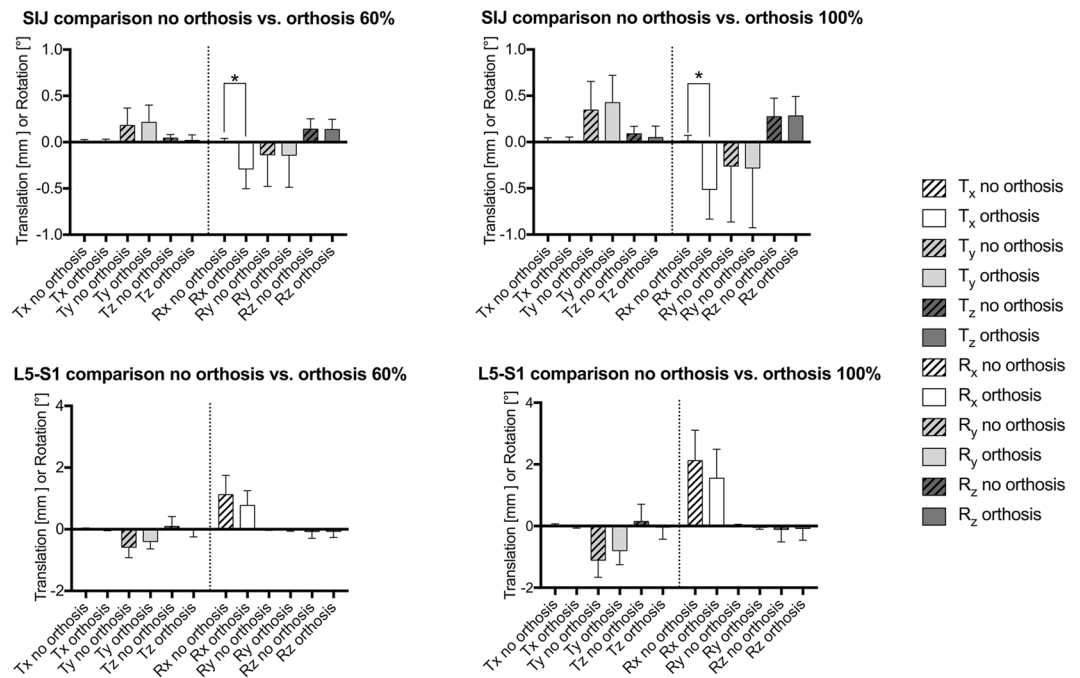 SIJ comparison no orthosis vs. orthosis 60%
Translation [mm ] or Rotation [°]
1.0
0.5
0.0
-0.5
-1.0
*
Tx no orthosis
Tx orthosis
Ty no orthosis
Ty orthosis
Tz no orthosis
Tz orthosis
Rx no orthosis
Rx orthosis
Ry no orthosis
Ry orthosis
Rz no orthosis
Rz orthosis
SIJ comparison no orthosis vs. orthosis 100%
Translation [mm ] or Rotation [°]
1.0
0.5
0.0
-0.5
-1.0
*
Tx no orthosis
Tx orthosis
Ty no orthosis
Ty orthosis
Tz no orthosis
Tz orthosis
Rx no orthosis
Rx orthosis
Ry no orthosis
Ry orthosis
Rz no orthosis
Rz orthosis
L5-S1 comparison no orthosis vs. orthosis 60%
Translation [mm ] or Rotation [°]
4
2
0
-2
Tx no orthosis
Tx orthosis
Ty no orthosis
Ty orthosis
Tz no orthosis
Tz orthosis
Rx no orthosis
Rx orthosis
Ry no orthosis
Ry orthosis
Rz no orthosis
Rz orthosis
L5-S1 comparison no orthosis vs. orthosis 100%
Translation [mm ] or Rotation [°]
4
2
0
-2
Tx no orthosis
Tx orthosis
Ty no orthosis
Ty orthosis
Tz no orthosis
Tz orthosis
Rx no orthosis
Rx orthosis
Ry no orthosis
Ry orthosis
Rz no orthosis
Rz orthosis
Tx no orthosis
Tx orthosis
Ty no orthosis
Ty orthosis
Tz no orthosis
Tz orthosis
Rx no orthosis
Rx orthosis
Ry no orthosis
Ry orthosis
Rz no orthosis
Rz orthosis